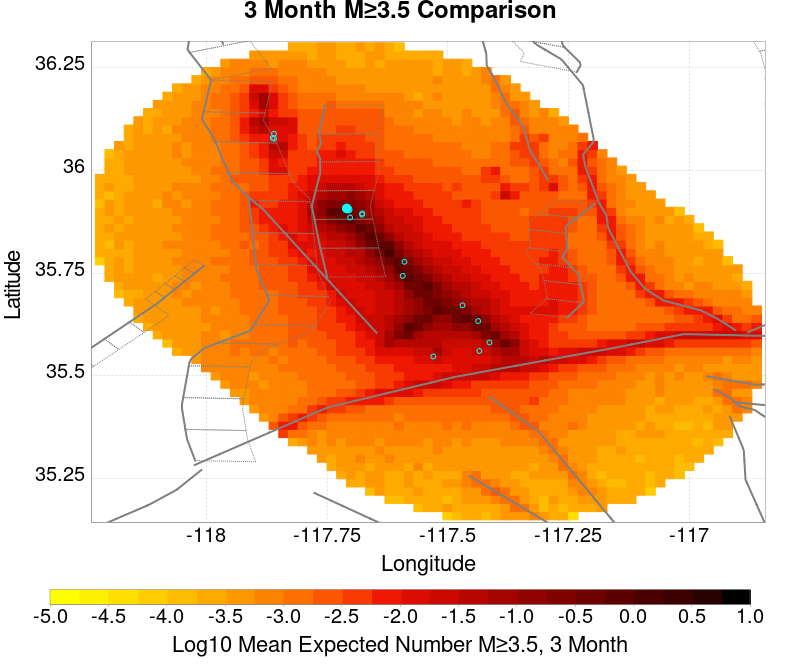 3 Month M≥3.5 Comparison
36.25
36
35.75
35.5
35.25
Latitude
-118 -117.75 -117.5 -117.25 -117
Longitude
-5.0 -4.5 -4.0 -3.5 -3.0 -2.5 -2.0 -1.5 -1.0 -0.5 0.0 0.5 1.0
Log10 Mean Expected Number M≥3.5, 3 Month